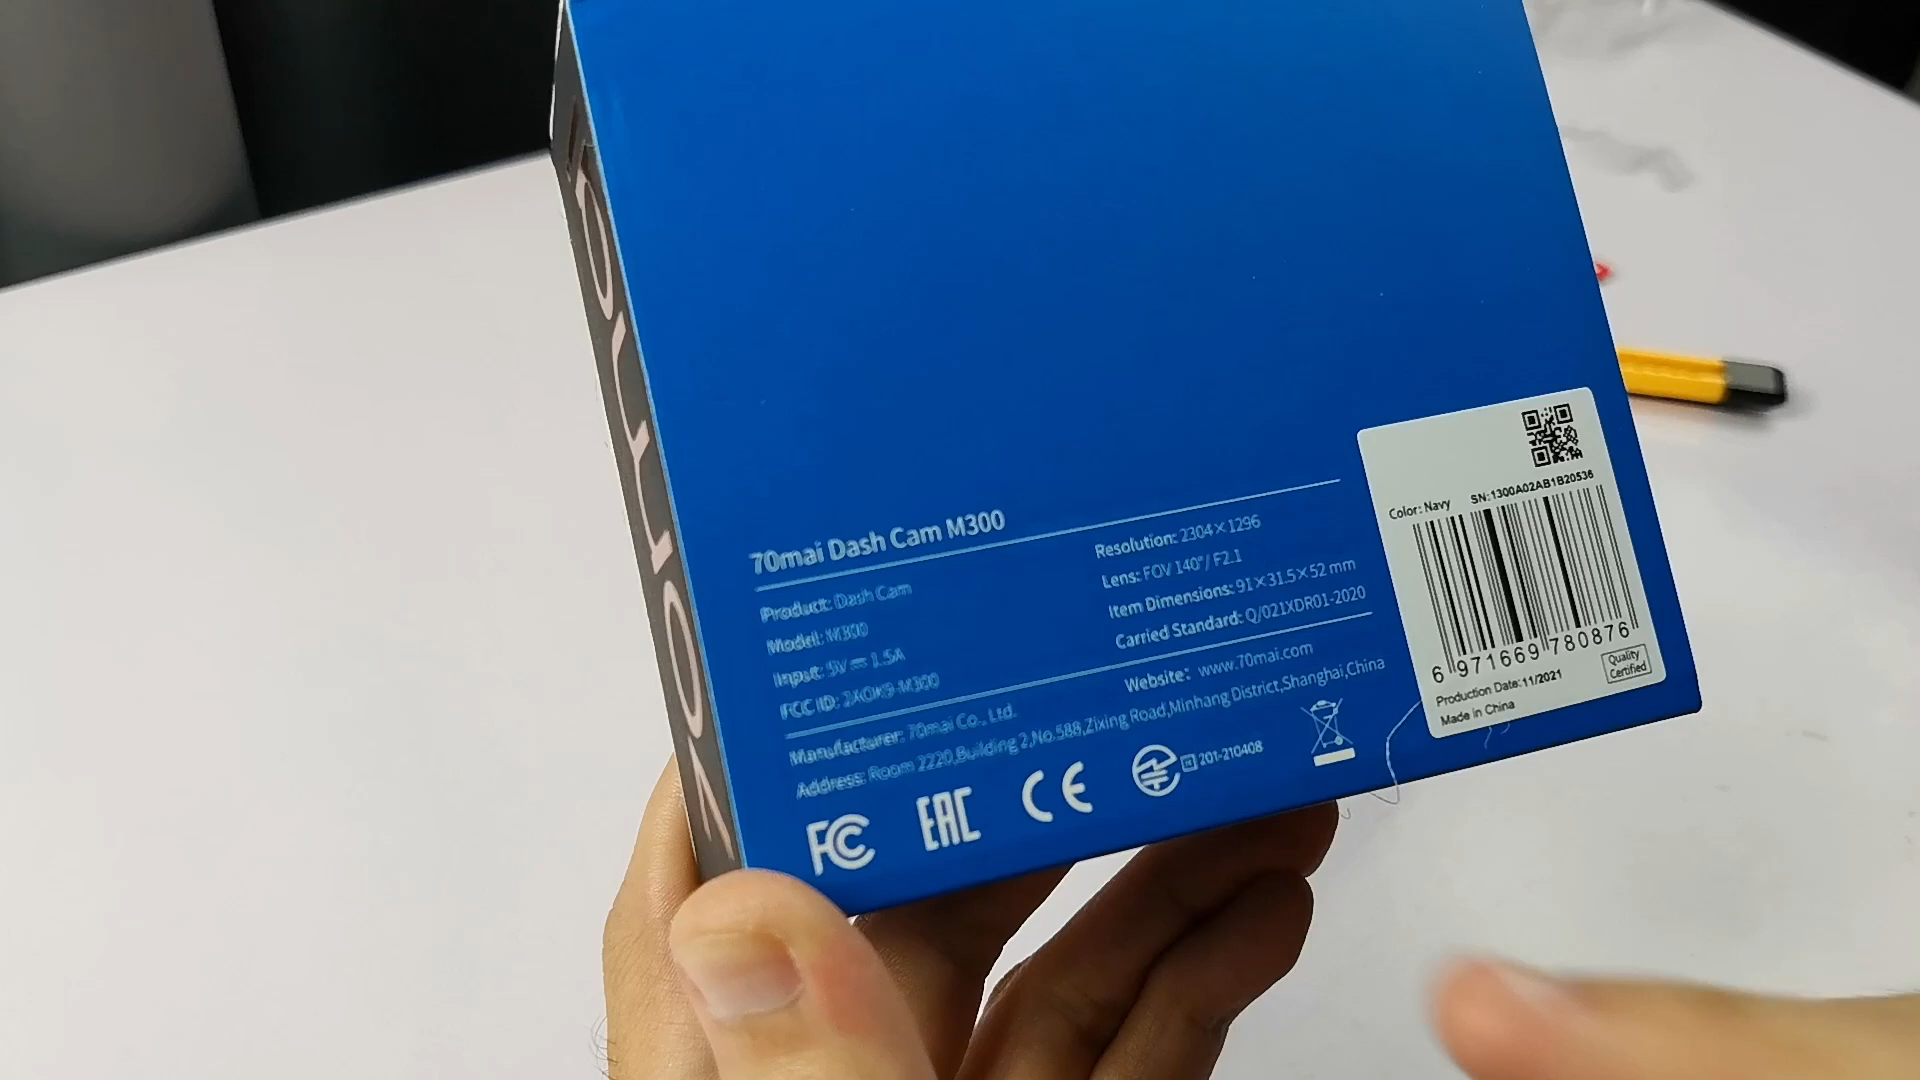 70mai Dash Cam M300
Product: Dash Cam
Model: M300
Input: 5V ⎓ 1.5A
FCC ID: 2AOK9-M300
Resolution: 2304×1296
Lens: FOV 140°/ F2.1
Item Dimensions: 91×31.5×52 mm
Carried Standard: Q/021XDR01-2020
Manufacturer: 70mai Co., Ltd.
Website: www.70mai.com
Address: Room 2220,Building 2,No.588,Zixing Road,Minhang District,Shanghai,China
FC EAC CE R 201-210408
Color: Navy
SN:1300A02AB1B20536
6 971669 780876
Production Date: 11/2021
Made in China
Quality Certified
70mai